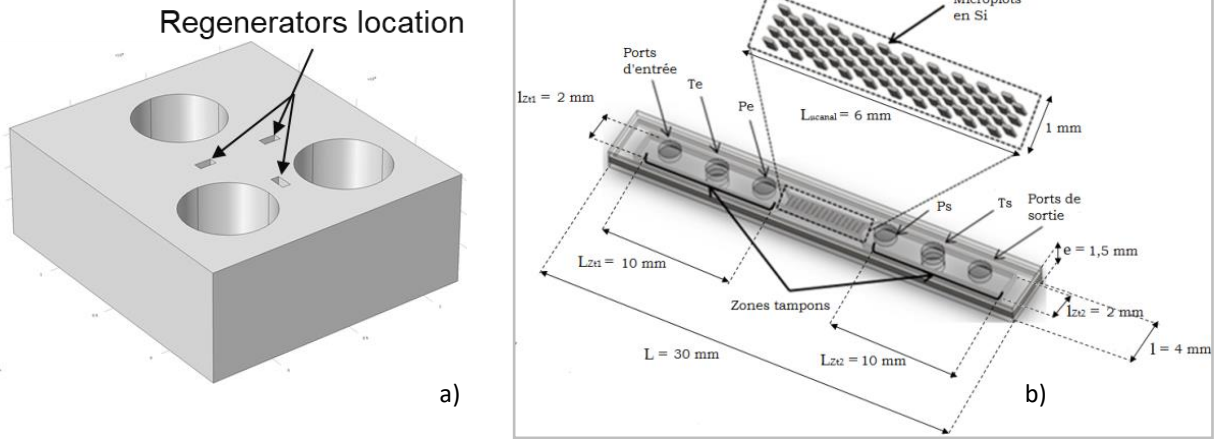 Regenerators location
a)
Microplots
en Si
Ports
d'entrée
Te
Pe
lZt1 = 2 mm
Lµcanal = 6 mm
1 mm
Ps
Ts
Ports de
sortie
e = 1,5 mm
LZt1 = 10 mm
Zones tampons
lZt2 = 2 mm
L = 30 mm
LZt2 = 10 mm
l = 4 mm
b)